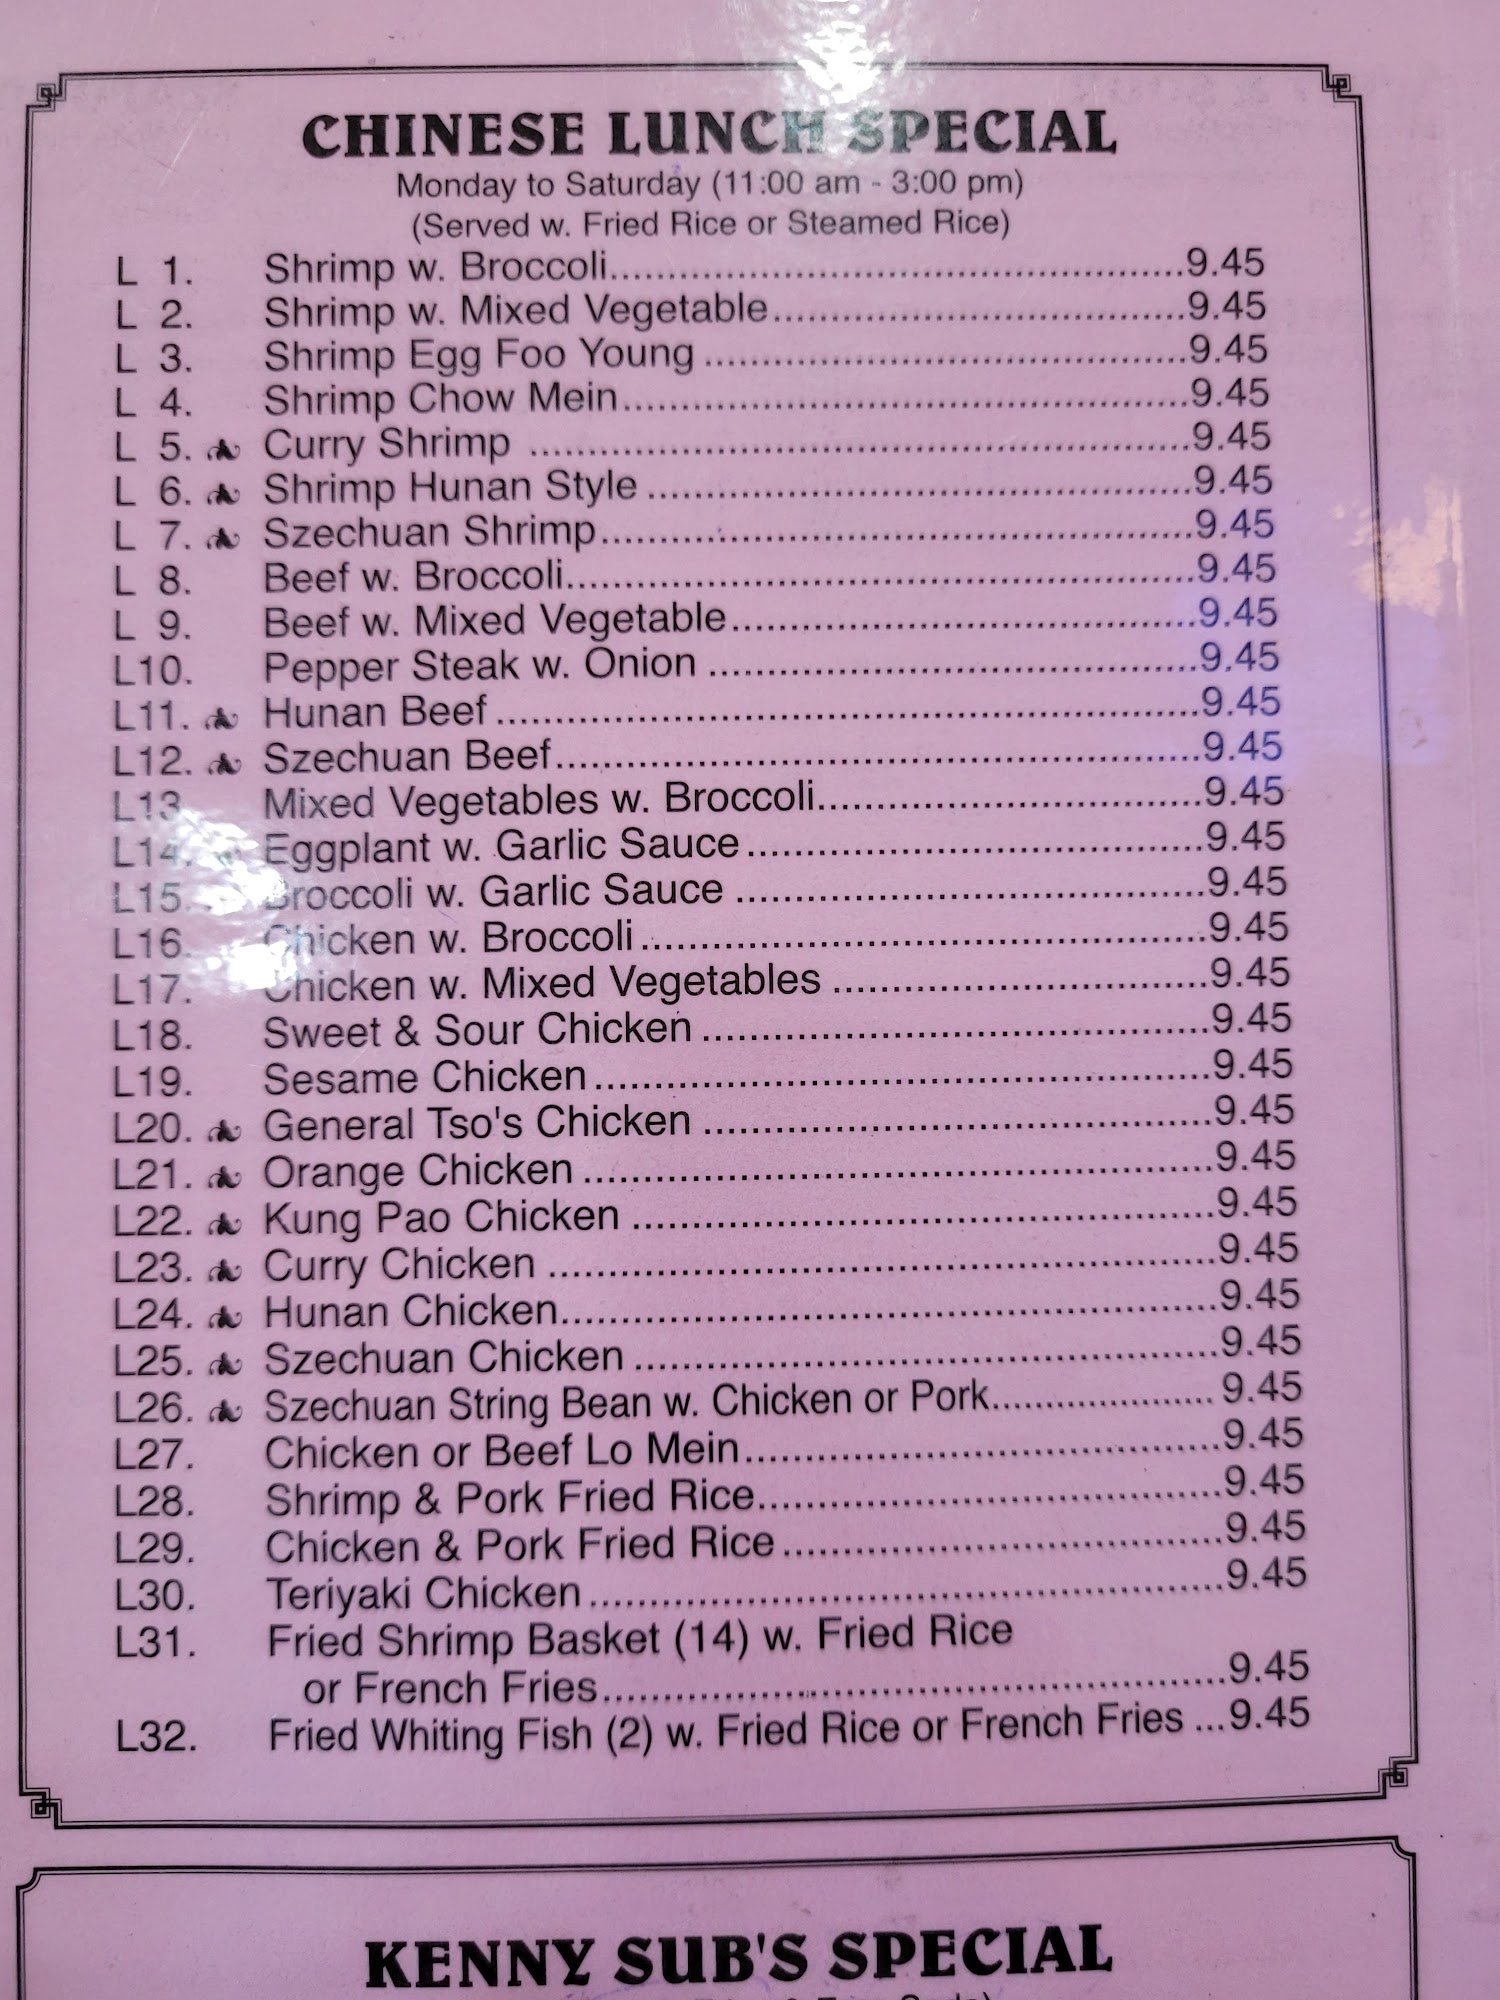 CHINESE LUNCH SPECIAL
Monday to Saturday (11:00 am - 3:00 pm)
(Served w. Fried Rice or Steamed Rice)
L 1. Shrimp w. Broccoli 9.45
L 2. Shrimp w. Mixed Vegetable 9.45
L 3. Shrimp Egg Foo Young 9.45
L 4. Shrimp Chow Mein 9.45
L 5. Curry Shrimp 9.45
L 6. Shrimp Hunan Style 9.45
L 7. Szechuan Shrimp 9.45
L 8. Beef w. Broccoli 9.45
L 9. Beef w. Mixed Vegetable 9.45
L10. Pepper Steak w. Onion 9.45
L11. Hunan Beef 9.45
L12. Szechuan Beef 9.45
L13. Mixed Vegetables w. Broccoli 9.45
L14. Eggplant w. Garlic Sauce 9.45
L15. Broccoli w. Garlic Sauce 9.45
L16. Chicken w. Broccoli 9.45
L17. Chicken w. Mixed Vegetables 9.45
L18. Sweet & Sour Chicken 9.45
L19. Sesame Chicken 9.45
L20. General Tso's Chicken 9.45
L21. Orange Chicken 9.45
L22. Kung Pao Chicken 9.45
L23. Curry Chicken 9.45
L24. Hunan Chicken 9.45
L25. Szechuan Chicken 9.45
L26. Szechuan String Bean w. Chicken or Pork 9.45
L27. Chicken or Beef Lo Mein 9.45
L28. Shrimp & Pork Fried Rice 9.45
L29. Chicken & Pork Fried Rice 9.45
L30. Teriyaki Chicken 9.45
L31. Fried Shrimp Basket (14) w. Fried Rice
or French Fries 9.45
L32. Fried Whiting Fish (2) w. Fried Rice or French Fries 9.45
KENNY SUB'S SPECIAL